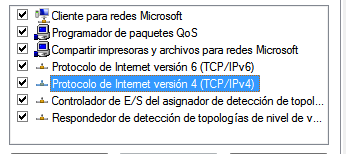 Cliente para redes Microsoft
Programador de paquetes QoS
Compartir impresoras y archivos para redes Microsoft
Protocolo de Internet versión 6 (TCP/IPv6)
Protocolo de Internet versión 4 (TCP/IPv4)
Controlador de E/S del asignador de detección de topol...
Respondedor de detección de topologías de nivel de v...